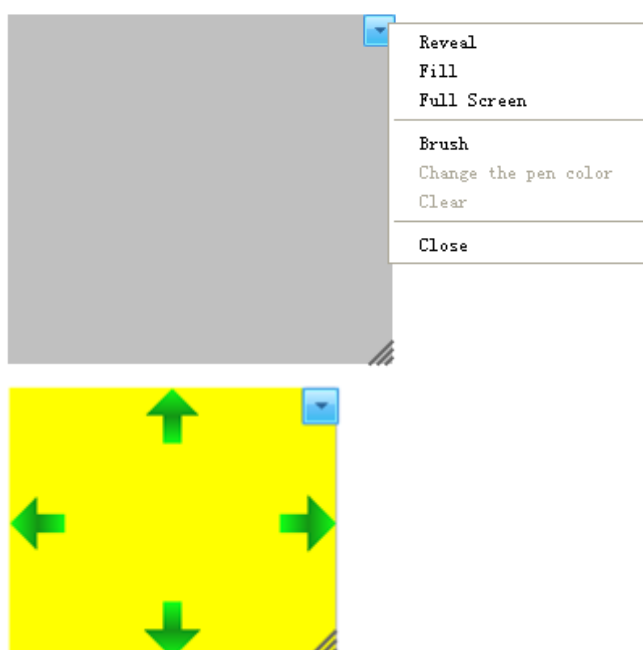 Reveal
Fill
Full Screen
Brush
Change the pen color
Clear
Close